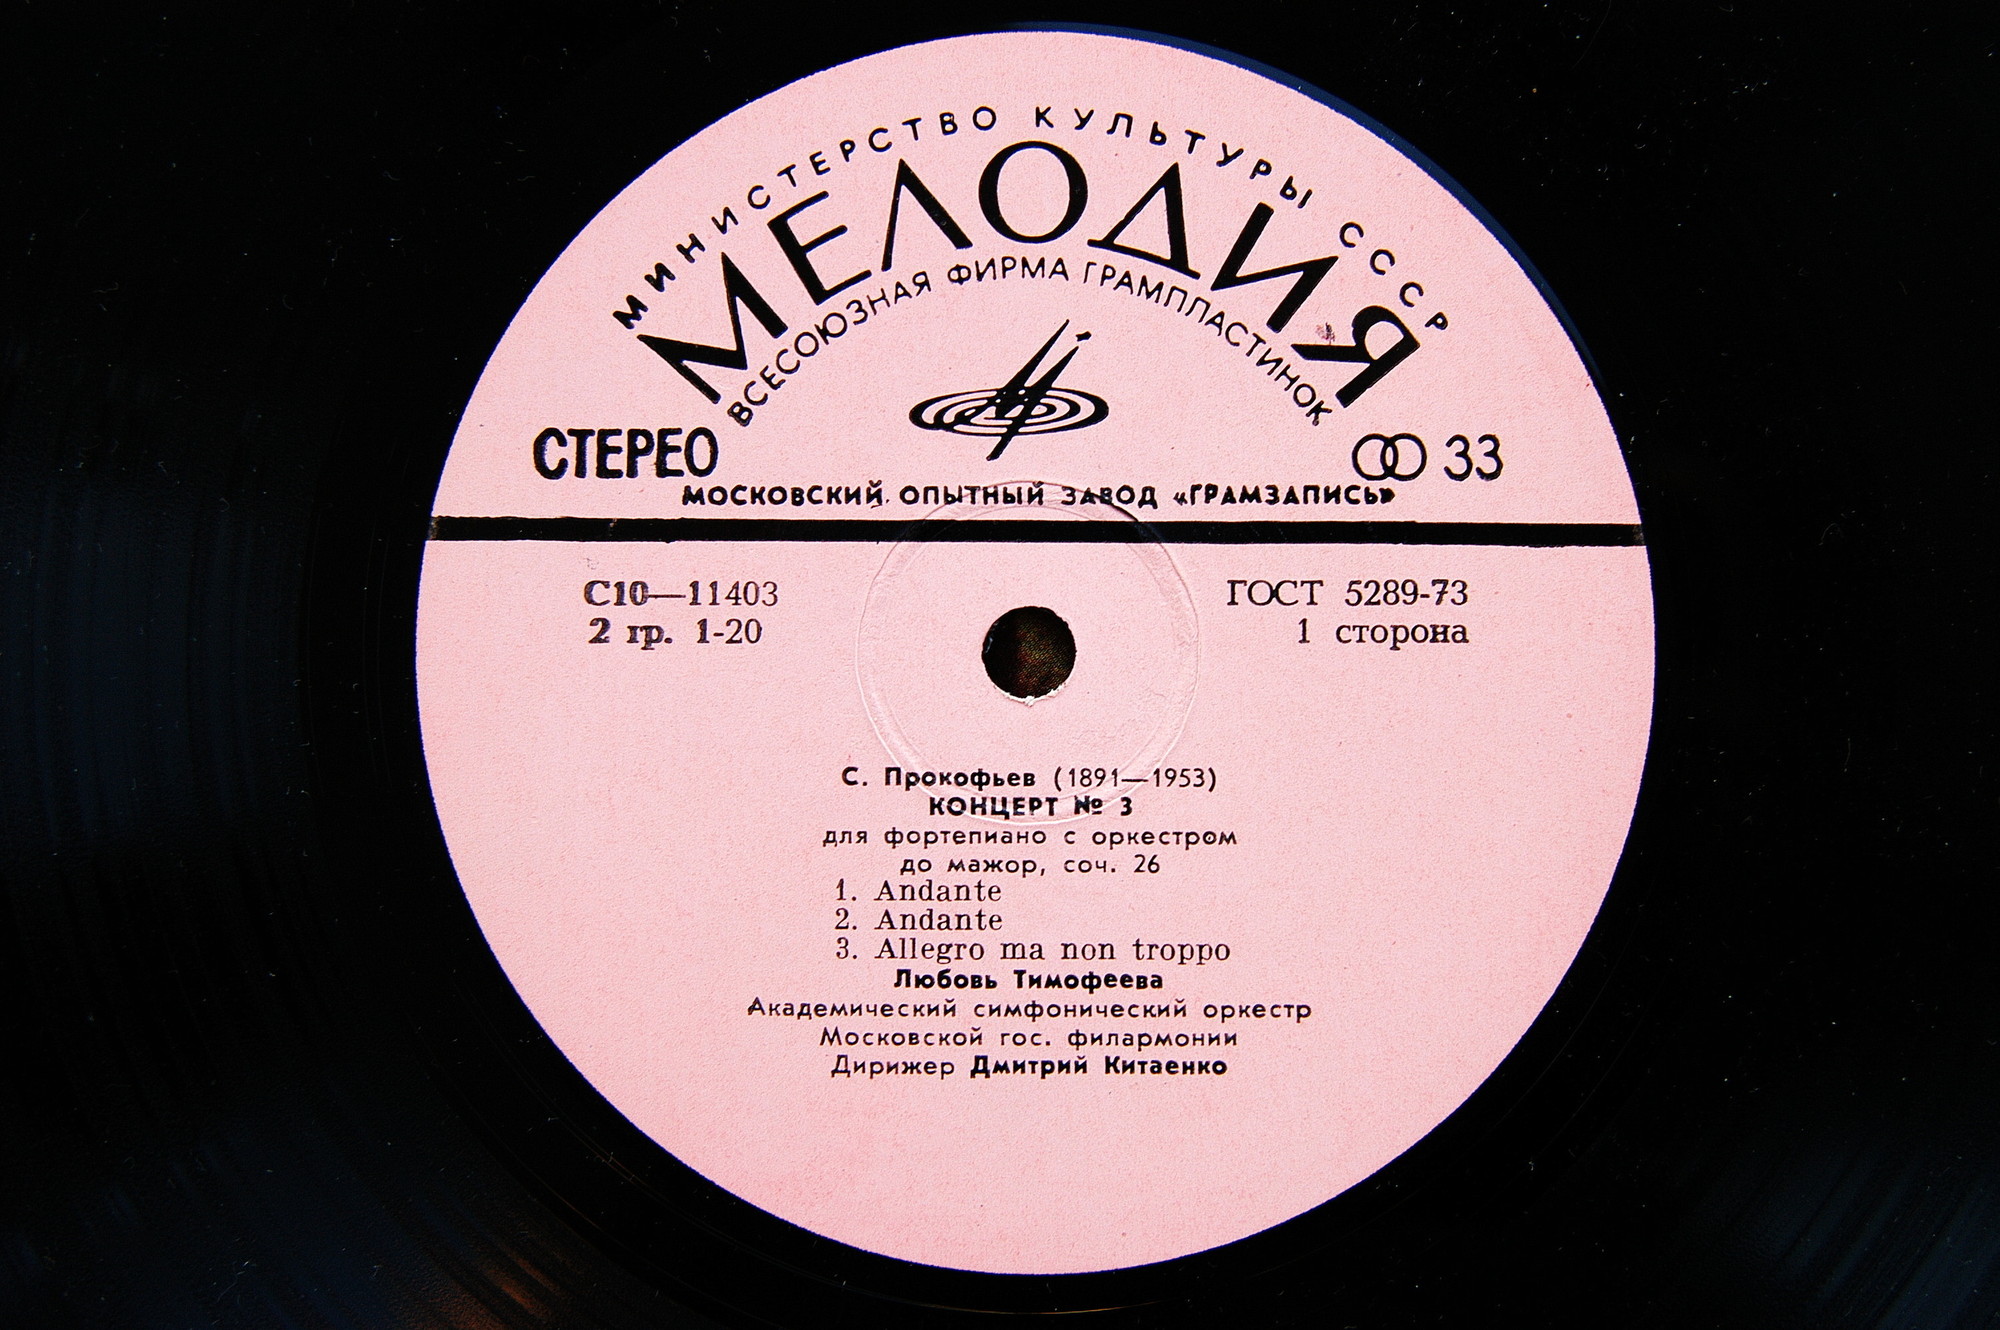 МИНИСТЕРСТВО КУЛЬТУРЫ СССР
МЕЛОДИЯ
ВСЕСОЮЗНАЯ ФИРМА ГРАМПЛАСТИНОК
СТЕРЕО 33
МОСКОВСКИЙ ОПЫТНЫЙ ЗАВОД «ГРАМЗАПИСЬ»
С10—11403 ГОСТ 5289-73
2 гр. 1-20 1 сторона
С. Прокофьев (1891—1953)
КОНЦЕРТ № 3
для фортепиано с оркестром
до мажор, соч. 26
1. Andante
2. Andante
3. Allegro ma non troppo
Любовь Тимофеева
Академический симфонический оркестр
Московской гос. филармонии
Дирижер Дмитрий Китаенко